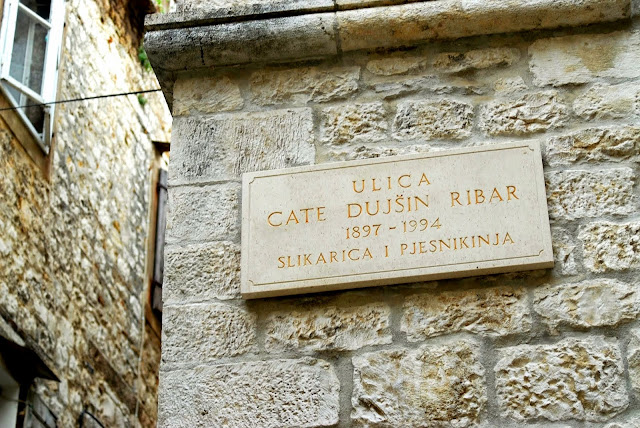 ULICA
CATE DUJŠIN RIBAR
1897 - 1994
SLIKARICA I PJESNIKINJA